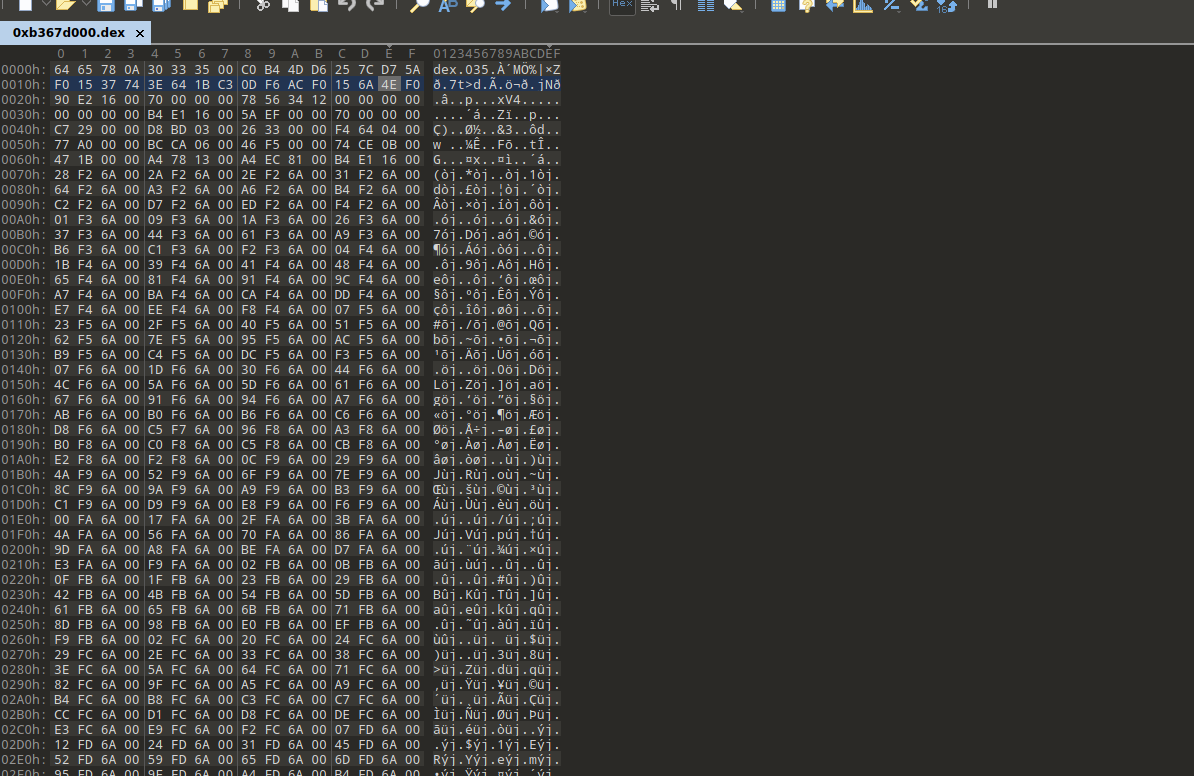 0xb367d000.dex ×
0 1 2 3 4 5 6 7 8 9 A B C D E F 0123456789ABCDEF
0000h: 64 65 78 0A 30 33 35 00 C0 B4 4D D6 25 7C D7 5A dex.035.À´MÖ%|×Z
0010h: F0 15 37 74 3E 64 1B C3 0D F6 AC F0 15 6A 4E F0 ð.7t>d.Ã.ö¬ð.jNð
0020h: 90 E2 16 00 70 00 00 00 78 56 34 12 00 00 00 00 .â..p...xV4.....
0030h: 00 00 00 00 B4 E1 16 00 5A EF 00 00 70 00 00 00 ....´á..Zï..p...
0040h: C7 29 00 00 D8 BD 03 00 26 33 00 00 F4 64 04 00 Ç)..Ø½..&3..ôd..
0050h: 77 A0 00 00 BC CA 06 00 46 F5 00 00 74 CE 0B 00 w ..¼Ê..Fõ..tÎ..
0060h: 47 1B 00 00 A4 78 13 00 A4 EC 81 00 B4 E1 16 00 G...¤x..¤ì..´á..
0070h: 28 F2 6A 00 2A F2 6A 00 2E F2 6A 00 31 F2 6A 00 (òj.*òj..òj.1òj.
0080h: 64 F2 6A 00 A3 F2 6A 00 A6 F2 6A 00 B4 F2 6A 00 dòj.£òj.¦òj.´òj.
0090h: C2 F2 6A 00 D7 F2 6A 00 ED F2 6A 00 F4 F2 6A 00 Âòj.×òj.íòj.ôòj.
00A0h: 01 F3 6A 00 09 F3 6A 00 1A F3 6A 00 26 F3 6A 00 .ój..ój..ój.&ój.
00B0h: 37 F3 6A 00 44 F3 6A 00 61 F3 6A 00 A9 F3 6A 00 7ój.Dój.aój.©ój.
00C0h: B6 F3 6A 00 C1 F3 6A 00 F2 F3 6A 00 04 F4 6A 00 ¶ój.Áój.òój..ôj.
00D0h: 1B F4 6A 00 39 F4 6A 00 41 F4 6A 00 48 F4 6A 00 .ôj.9ôj.Aôj.Hôj.
00E0h: 65 F4 6A 00 81 F4 6A 00 91 F4 6A 00 9C F4 6A 00 eôj..ôj.‘ôj.œôj.
00F0h: A7 F4 6A 00 BA F4 6A 00 CA F4 6A 00 DD F4 6A 00 §ôj.ºôj.Êôj.Ýôj.
0100h: E7 F4 6A 00 EE F4 6A 00 F8 F4 6A 00 07 F5 6A 00 çôj.îôj.øôj..õj.
0110h: 23 F5 6A 00 2F F5 6A 00 40 F5 6A 00 51 F5 6A 00 #õj./õj.@õj.Qõj.
0120h: 62 F5 6A 00 7E F5 6A 00 95 F5 6A 00 AC F5 6A 00 bõj.~õj.•õj.¬õj.
0130h: B9 F5 6A 00 C4 F5 6A 00 DC F5 6A 00 F3 F5 6A 00 ¹õj.Äõj.Üõj.óõj.
0140h: 07 F6 6A 00 1D F6 6A 00 30 F6 6A 00 44 F6 6A 00 .öj..öj.0öj.Döj.
0150h: 4C F6 6A 00 5A F6 6A 00 5D F6 6A 00 61 F6 6A 00 Löj.Zöj.]öj.aöj.
0160h: 67 F6 6A 00 91 F6 6A 00 94 F6 6A 00 A7 F6 6A 00 göj.‘öj.”öj.§öj.
0170h: AB F6 6A 00 B0 F6 6A 00 B6 F6 6A 00 C6 F6 6A 00 «öj.°öj.¶öj.Æöj.
0180h: D8 F6 6A 00 C5 F7 6A 00 96 F8 6A 00 A3 F8 6A 00 Øöj.Å÷j.–øj.£øj.
0190h: B0 F8 6A 00 C0 F8 6A 00 C5 F8 6A 00 CB F8 6A 00 °øj.Àøj.Åøj.Ëøj.
01A0h: E2 F8 6A 00 F2 F8 6A 00 0C F9 6A 00 29 F9 6A 00 âøj.òøj..ùj.)ùj.
01B0h: 4A F9 6A 00 52 F9 6A 00 6F F9 6A 00 7E F9 6A 00 Jùj.Rùj.oùj.~ùj.
01C0h: 8C F9 6A 00 9A F9 6A 00 A9 F9 6A 00 B3 F9 6A 00 Œùj.šùj.©ùj.³ùj.
01D0h: C1 F9 6A 00 D9 F9 6A 00 E8 F9 6A 00 F6 F9 6A 00 Áùj.Ùùj.èùj.öùj.
01E0h: 00 FA 6A 00 17 FA 6A 00 2F FA 6A 00 3B FA 6A 00 .új..új./új.;új.
01F0h: 4A FA 6A 00 56 FA 6A 00 70 FA 6A 00 86 FA 6A 00 Júj.Vúj.púj.†új.
0200h: 9D FA 6A 00 A8 FA 6A 00 BE FA 6A 00 D7 FA 6A 00 .új.¨új.¾új.×új.
0210h: E3 FA 6A 00 F9 FA 6A 00 02 FB 6A 00 0B FB 6A 00 ãúj.ùúj..ûj..ûj.
0220h: 0F FB 6A 00 1F FB 6A 00 23 FB 6A 00 29 FB 6A 00 .ûj..ûj.#ûj.)ûj.
0230h: 42 FB 6A 00 4B FB 6A 00 54 FB 6A 00 5D FB 6A 00 Bûj.Kûj.Tûj.]ûj.
0240h: 61 FB 6A 00 65 FB 6A 00 6B FB 6A 00 71 FB 6A 00 aûj.eûj.kûj.qûj.
0250h: 8D FB 6A 00 98 FB 6A 00 E0 FB 6A 00 EF FB 6A 00 .ûj.˜ûj.àûj.ïûj.
0260h: F9 FB 6A 00 02 FC 6A 00 20 FC 6A 00 24 FC 6A 00 ùûj..üj. üj.$üj.
0270h: 29 FC 6A 00 2E FC 6A 00 33 FC 6A 00 38 FC 6A 00 )üj..üj.3üj.8üj.
0280h: 3E FC 6A 00 5A FC 6A 00 64 FC 6A 00 71 FC 6A 00 >üj.Züj.düj.qüj.
0290h: 82 FC 6A 00 9F FC 6A 00 A5 FC 6A 00 A9 FC 6A 00 ‚üj.Ÿüj.¥üj.©üj.
02A0h: B4 FC 6A 00 B8 FC 6A 00 C3 FC 6A 00 C7 FC 6A 00 ´üj.¸üj.Ãüj.Çüj.
02B0h: CC FC 6A 00 D1 FC 6A 00 D8 FC 6A 00 DE FC 6A 00 Ìüj.Ñüj.Øüj.Þüj.
02C0h: E3 FC 6A 00 E9 FC 6A 00 F2 FC 6A 00 07 FD 6A 00 ãüj.éüj.òüj..ýj.
02D0h: 12 FD 6A 00 24 FD 6A 00 31 FD 6A 00 45 FD 6A 00 .ýj.$ýj.1ýj.Eýj.
02E0h: 52 FD 6A 00 59 FD 6A 00 65 FD 6A 00 6D FD 6A 00 Rýj.Yýj.eýj.mýj.